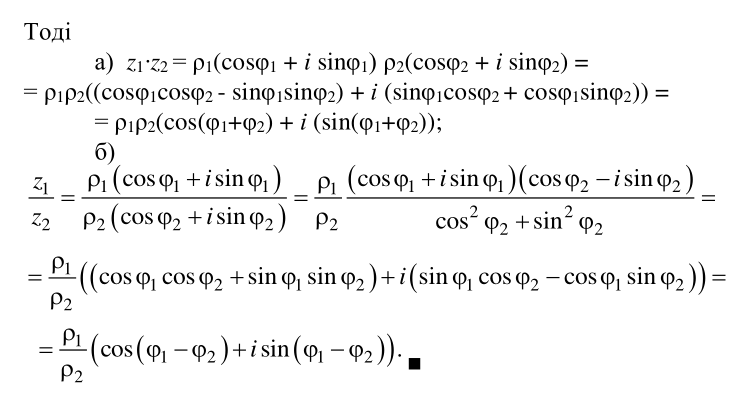 Тоді
а) z₁·z₂ = ρ₁(cosφ₁ + i sinφ₁) ρ₂(cosφ₂ + i sinφ₂) =
= ρ₁ρ₂((cosφ₁cosφ₂ - sinφ₁sinφ₂) + i (sinφ₁cosφ₂ + cosφ₁sinφ₂)) =
= ρ₁ρ₂(cos(φ₁+φ₂) + i (sin(φ₁+φ₂));
б)
z₁/z₂ = ρ₁(cos φ₁ + i sin φ₁)/ρ₂(cos φ₂ + i sin φ₂) = ρ₁/ρ₂ (cos φ₁ + i sin φ₁)(cos φ₂ − i sin φ₂)/cos² φ₂ + sin² φ₂ =
= ρ₁/ρ₂ ((cos φ₁ cos φ₂ + sin φ₁ sin φ₂) + i(sin φ₁ cos φ₂ − cos φ₁ sin φ₂)) =
= ρ₁/ρ₂ (cos(φ₁ − φ₂) + i sin(φ₁ − φ₂)). ■